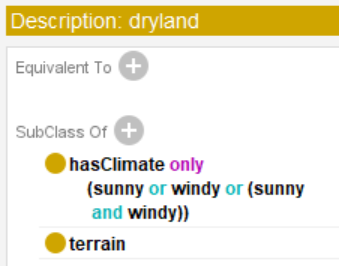 Description: dryland
Equivalent To
SubClass Of
hasClimate only
(sunny or windy or (sunny
and windy))
terrain